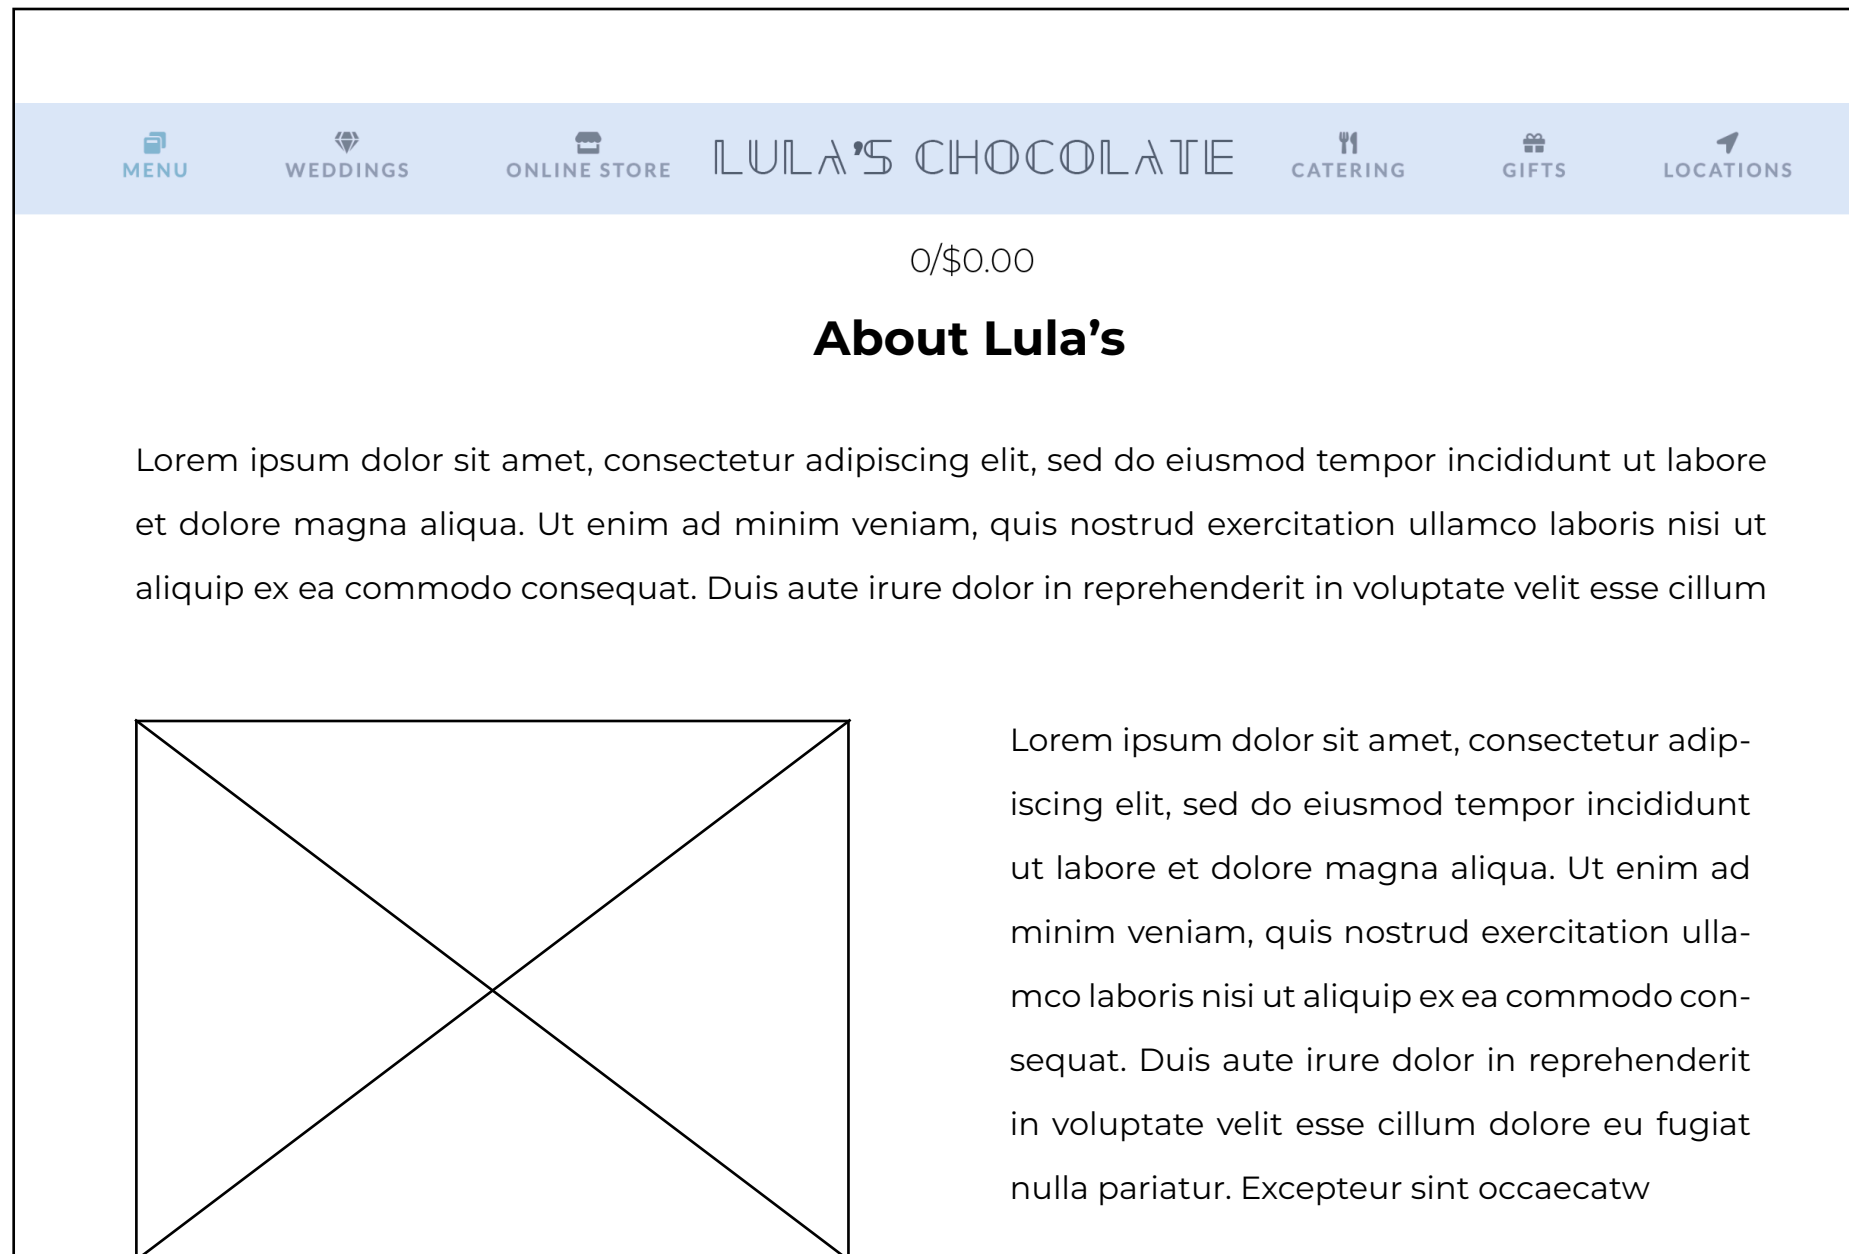 MENU WEDDINGS ONLINE STORE LULA'S CHOCOLATE CATERING GIFTS LOCATIONS
0/$0.00
About Lula’s
Lorem ipsum dolor sit amet, consectetur adipiscing elit, sed do eiusmod tempor incididunt ut labore
et dolore magna aliqua. Ut enim ad minim veniam, quis nostrud exercitation ullamco laboris nisi ut
aliquip ex ea commodo consequat. Duis aute irure dolor in reprehenderit in voluptate velit esse cillum
Lorem ipsum dolor sit amet, consectetur adip-
iscing elit, sed do eiusmod tempor incididunt
ut labore et dolore magna aliqua. Ut enim ad
minim veniam, quis nostrud exercitation ulla-
mco laboris nisi ut aliquip ex ea commodo con-
sequat. Duis aute irure dolor in reprehenderit
in voluptate velit esse cillum dolore eu fugiat
nulla pariatur. Excepteur sint occaecatw